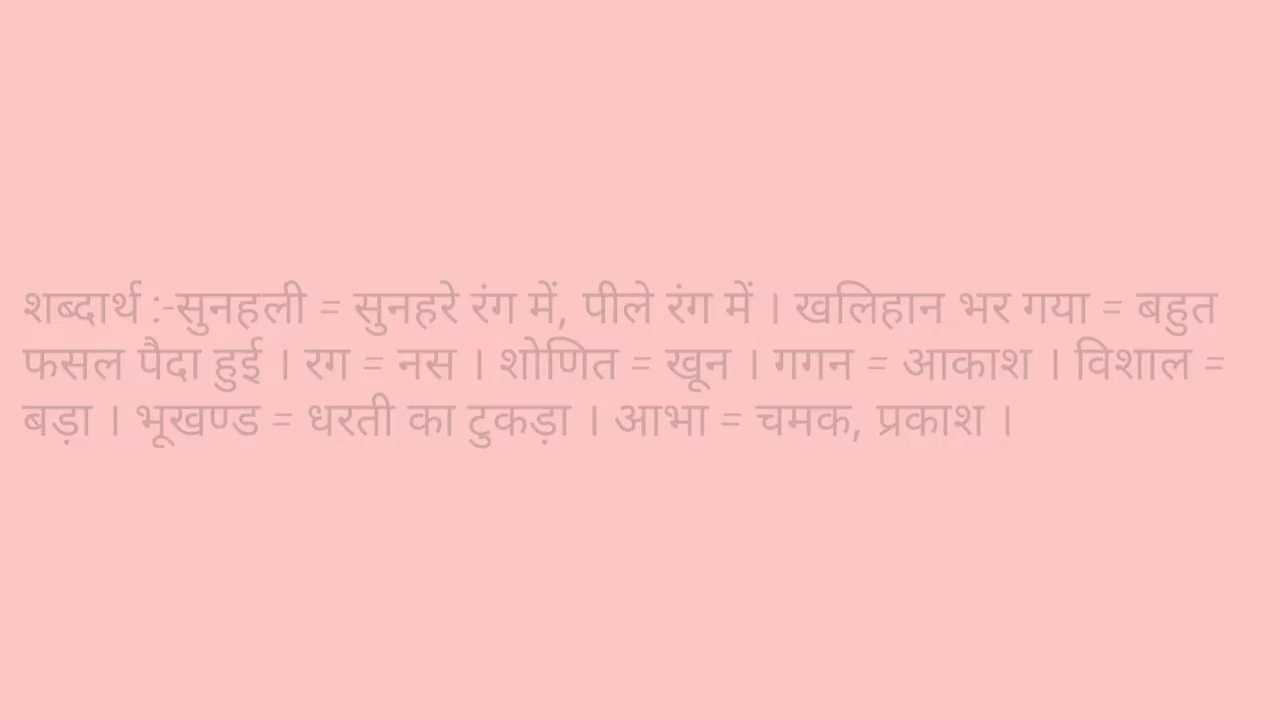 शब्दार्थ :-सुनहली = सुनहरे रंग में, पीले रंग में । खलिहान भर गया = बहुत
फसल पैदा हुई । रग = नस । शोणित = खून । गगन = आकाश । विशाल =
बड़ा । भूखण्ड = धरती का टुकड़ा । आभा = चमक, प्रकाश ।